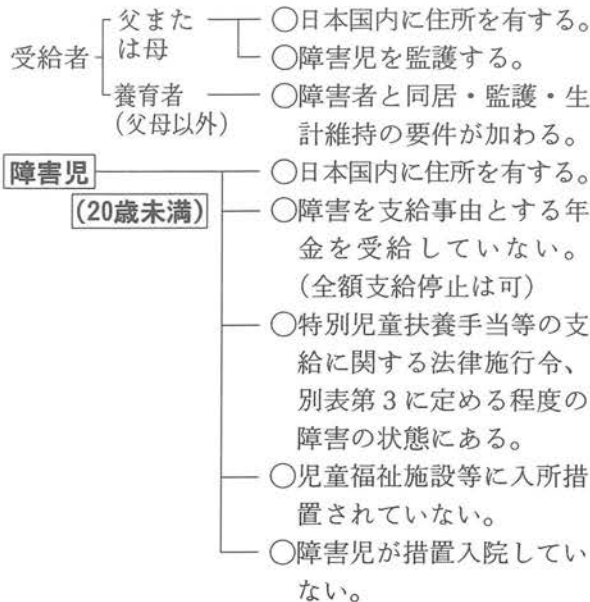 受給者
父または母
○日本国内に住所を有する。
○障害児を監護する。
養育者
(父母以外)
○障害者と同居・監護・生
計維持の要件が加わる。
障害児
(20歳未満)
○日本国内に住所を有する。
○障害を支給事由とする年
金を受給していない。
(全額支給停止は可)
○特別児童扶養手当等の支
給に関する法律施行令、
別表第3に定める程度の
障害の状態にある。
○児童福祉施設等に入所措
置されていない。
○障害児が措置入院してい
ない。